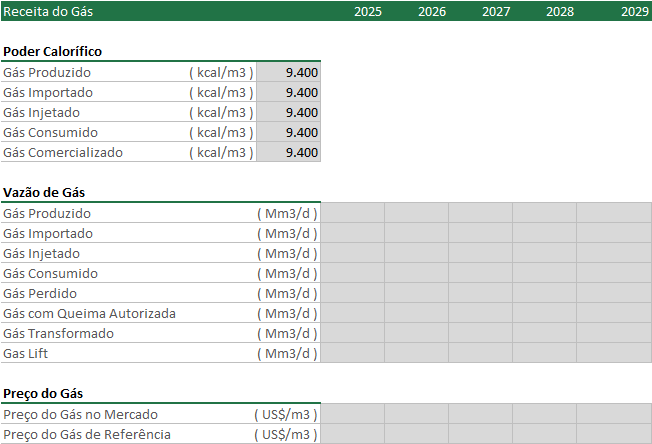 Receita do Gás 2025 2026 2027 2028 2029
Poder Calorífico
Gás Produzido ( kcal/m3 ) 9.400
Gás Importado ( kcal/m3 ) 9.400
Gás Injetado ( kcal/m3 ) 9.400
Gás Consumido ( kcal/m3 ) 9.400
Gás Comercializado ( kcal/m3 ) 9.400
Vazão de Gás
Gás Produzido ( Mm3/d )
Gás Importado ( Mm3/d )
Gás Injetado ( Mm3/d )
Gás Consumido ( Mm3/d )
Gás Perdido ( Mm3/d )
Gás com Queima Autorizada ( Mm3/d )
Gás Transformado ( Mm3/d )
Gas Lift ( Mm3/d )
Preço do Gás
Preço do Gás no Mercado ( US$/m3 )
Preço do Gás de Referência ( US$/m3 )